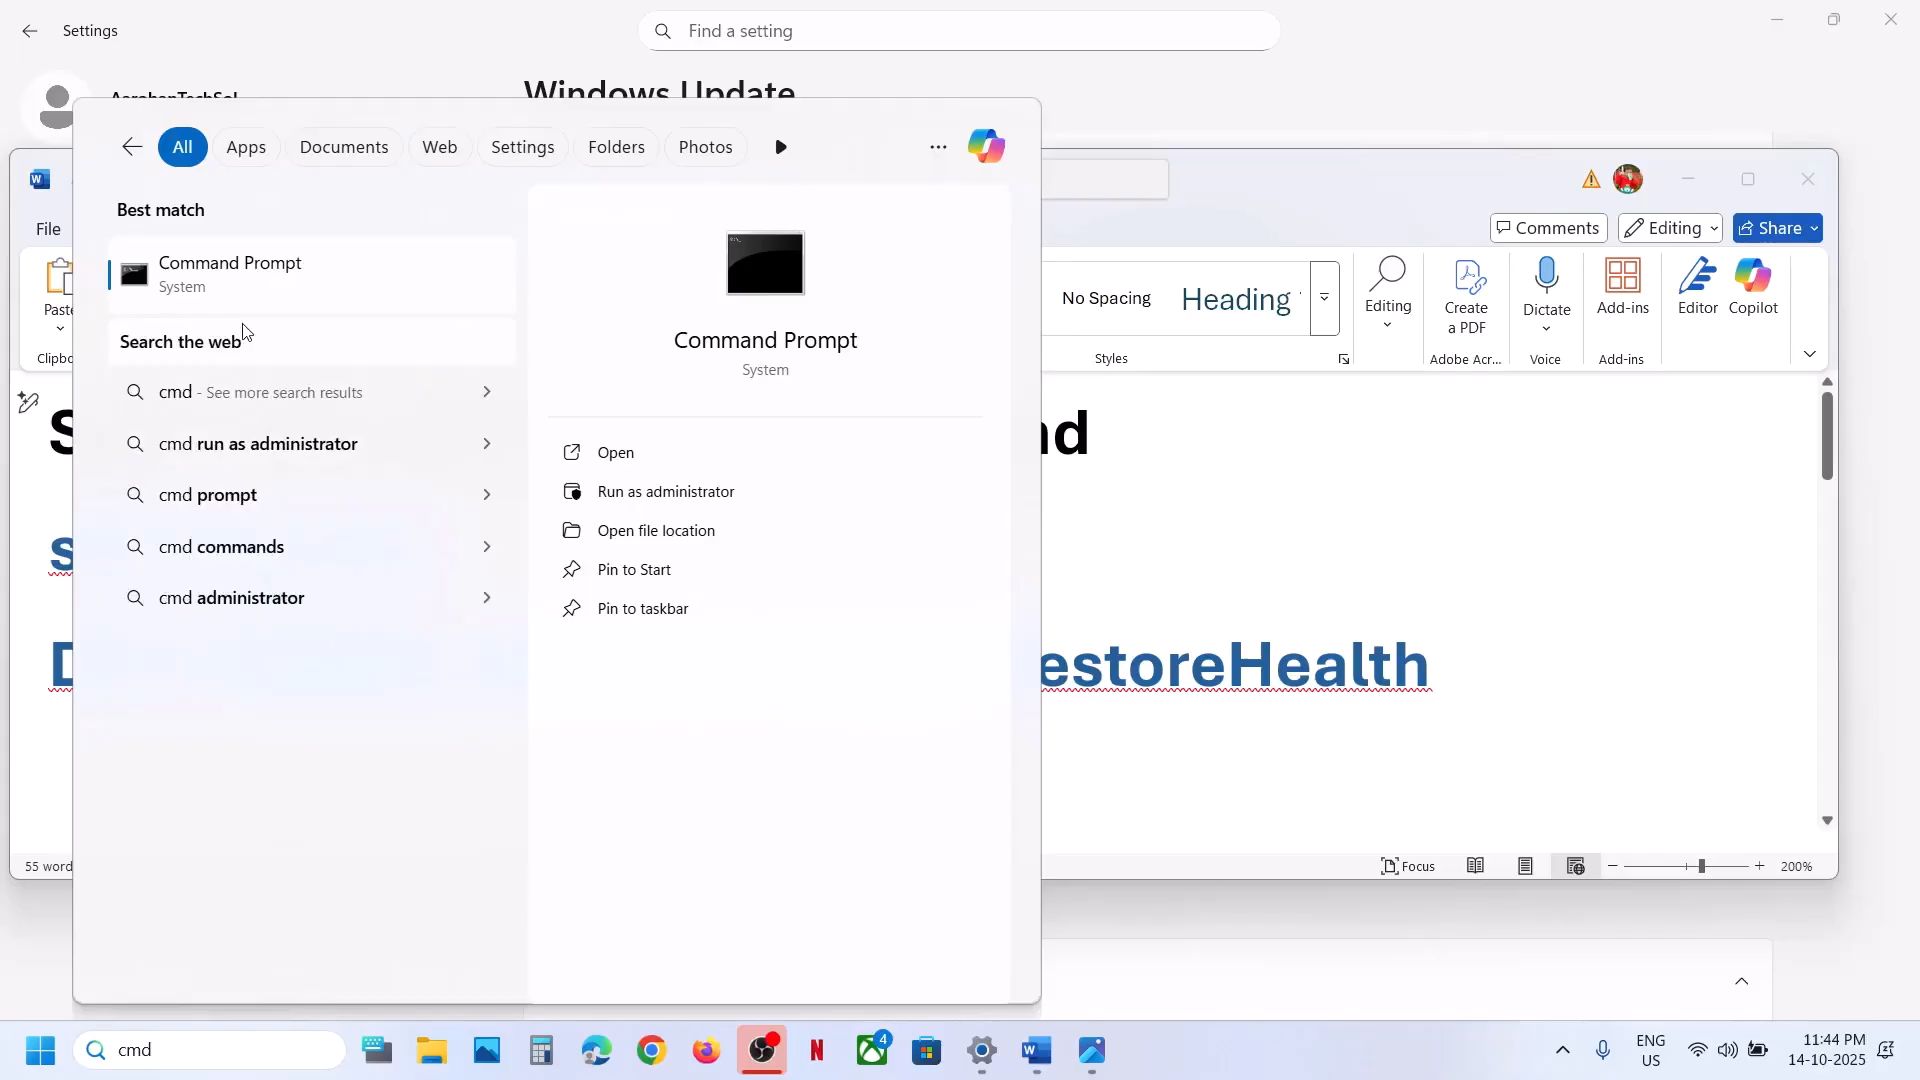 Settings
Find a setting
Windows Update
All
Apps
Documents
Web
Settings
Folders
Photos
Best match
Command Prompt
System
Search the web
cmd - See more search results
cmd run as administrator
cmd prompt
cmd commands
cmd administrator
Command Prompt
System
Open
Run as administrator
Open file location
Pin to Start
Pin to taskbar
File
Paste
Clipbo
Comments
Editing
Share
No Spacing
Heading
Styles
Editing
Create
a PDF
Adobe Acr...
Dictate
Voice
Add-ins
Add-ins
Editor
Copilot
S
nd
s
D
estoreHealth
55 word
Focus
200%
cmd
4
ENG
US
11:44 PM
14-10-2025